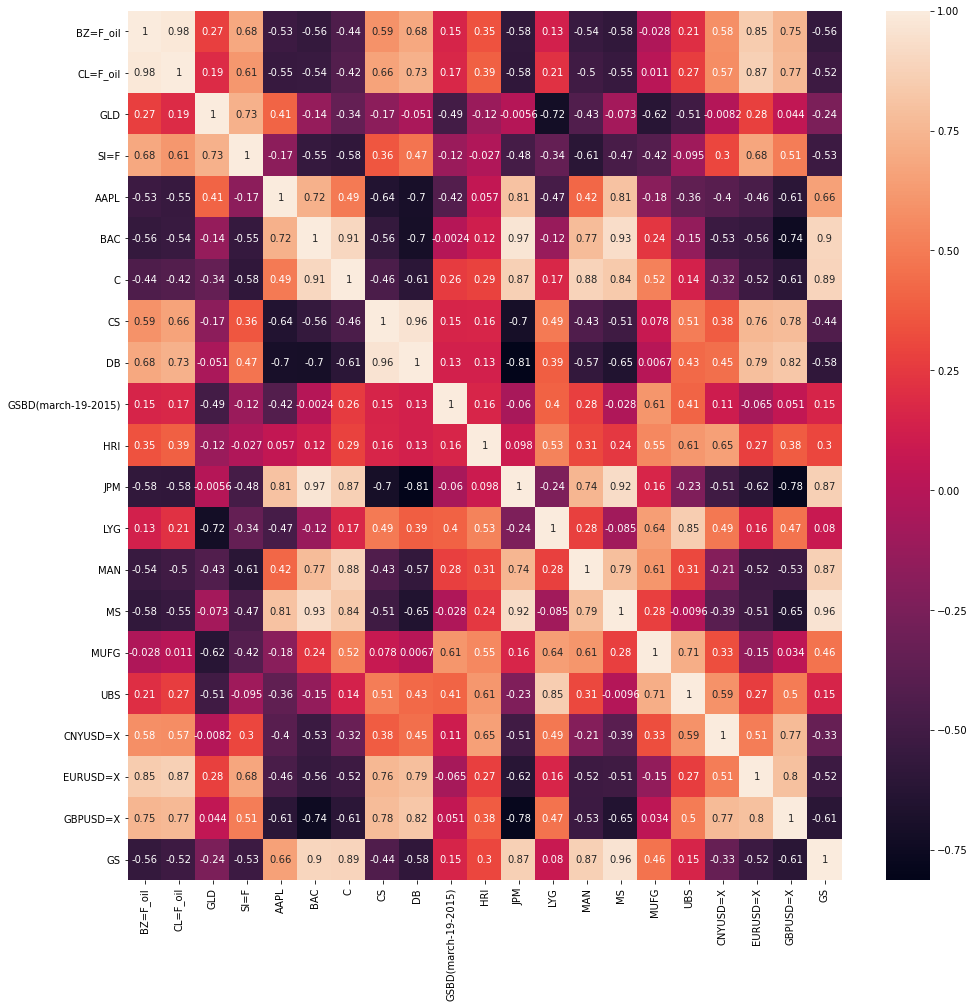 BZ=F_oil 1 0.98 0.27 0.68 -0.53 -0.56 -0.44 0.59 0.68 0.15 0.35 -0.58 0.13 -0.54 -0.58 -0.028 0.21 0.58 0.85 0.75 -0.56 1.00
CL=F_oil 0.98 1 0.19 0.61 -0.55 -0.54 -0.42 0.66 0.73 0.17 0.39 -0.58 0.21 -0.5 -0.55 0.011 0.27 0.57 0.87 0.77 -0.52
GLD 0.27 0.19 1 0.73 0.41 -0.14 -0.34 -0.17 -0.051 -0.49 -0.12 -0.0056 -0.72 -0.43 -0.073 -0.62 -0.51 -0.0082 0.28 0.044 -0.24
0.75
SI=F 0.68 0.61 0.73 1 -0.17 -0.55 -0.58 0.36 0.47 -0.12 -0.027 -0.48 -0.34 -0.61 -0.47 -0.42 -0.095 0.3 0.68 0.51 -0.53
AAPL -0.53 -0.55 0.41 -0.17 1 0.72 0.49 -0.64 -0.7 -0.42 0.057 0.81 -0.47 0.42 0.81 -0.18 -0.36 -0.4 -0.46 -0.61 0.66
BAC -0.56 -0.54 -0.14 -0.55 0.72 1 0.91 -0.56 -0.7 -0.0024 0.12 0.97 -0.12 0.77 0.93 0.24 -0.15 -0.53 -0.56 -0.74 0.9
0.50
C -0.44 -0.42 -0.34 -0.58 0.49 0.91 1 -0.46 -0.61 0.26 0.29 0.87 0.17 0.88 0.84 0.52 0.14 -0.32 -0.52 -0.61 0.89
CS 0.59 0.66 -0.17 0.36 -0.64 -0.56 -0.46 1 0.96 0.15 0.16 -0.7 0.49 -0.43 -0.51 0.078 0.51 0.38 0.76 0.78 -0.44
DB 0.68 0.73 -0.051 0.47 -0.7 -0.7 -0.61 0.96 1 0.13 0.13 -0.81 0.39 -0.57 -0.65 0.0067 0.43 0.45 0.79 0.82 -0.58
0.25
GSBD(march-19-2015) 0.15 0.17 -0.49 -0.12 -0.42 -0.0024 0.26 0.15 0.13 1 0.16 -0.06 0.4 0.28 -0.028 0.61 0.41 0.11 -0.065 0.051 0.15
HRI 0.35 0.39 -0.12 -0.027 0.057 0.12 0.29 0.16 0.13 0.16 1 0.098 0.53 0.31 0.24 0.55 0.61 0.65 0.27 0.38 0.3
JPM -0.58 -0.58 -0.0056 -0.48 0.81 0.97 0.87 -0.7 -0.81 -0.06 0.098 1 -0.24 0.74 0.92 0.16 -0.23 -0.51 -0.62 -0.78 0.87
0.00
LYG 0.13 0.21 -0.72 -0.34 -0.47 -0.12 0.17 0.49 0.39 0.4 0.53 -0.24 1 0.28 -0.085 0.64 0.85 0.49 0.16 0.47 0.08
MAN -0.54 -0.5 -0.43 -0.61 0.42 0.77 0.88 -0.43 -0.57 0.28 0.31 0.74 0.28 1 0.79 0.61 0.31 -0.21 -0.52 -0.53 0.87
MS -0.58 -0.55 -0.073 -0.47 0.81 0.93 0.84 -0.51 -0.65 -0.028 0.24 0.92 -0.085 0.79 1 0.28 -0.0096 -0.39 -0.51 -0.65 0.96
−0.25
MUFG -0.028 0.011 -0.62 -0.42 -0.18 0.24 0.52 0.078 0.0067 0.61 0.55 0.16 0.64 0.61 0.28 1 0.71 0.33 -0.15 0.034 0.46
UBS 0.21 0.27 -0.51 -0.095 -0.36 -0.15 0.14 0.51 0.43 0.41 0.61 -0.23 0.85 0.31 -0.0096 0.71 1 0.59 0.27 0.5 0.15
−0.50
CNYUSD=X 0.58 0.57 -0.0082 0.3 -0.4 -0.53 -0.32 0.38 0.45 0.11 0.65 -0.51 0.49 -0.21 -0.39 0.33 0.59 1 0.51 0.77 -0.33
EURUSD=X 0.85 0.87 0.28 0.68 -0.46 -0.56 -0.52 0.76 0.79 -0.065 0.27 -0.62 0.16 -0.52 -0.51 -0.15 0.27 0.51 1 0.8 -0.52
GBPUSD=X 0.75 0.77 0.044 0.51 -0.61 -0.74 -0.61 0.78 0.82 0.051 0.38 -0.78 0.47 -0.53 -0.65 0.034 0.5 0.77 0.8 1 -0.61
−0.75
GS -0.56 -0.52 -0.24 -0.53 0.66 0.9 0.89 -0.44 -0.58 0.15 0.3 0.87 0.08 0.87 0.96 0.46 0.15 -0.33 -0.52 -0.61 1
BZ=F_oil CL=F_oil GLD SI=F AAPL BAC C CS DB GSBD(march-19-2015) HRI JPM LYG MAN MS MUFG UBS CNYUSD=X EURUSD=X GBPUSD=X GS